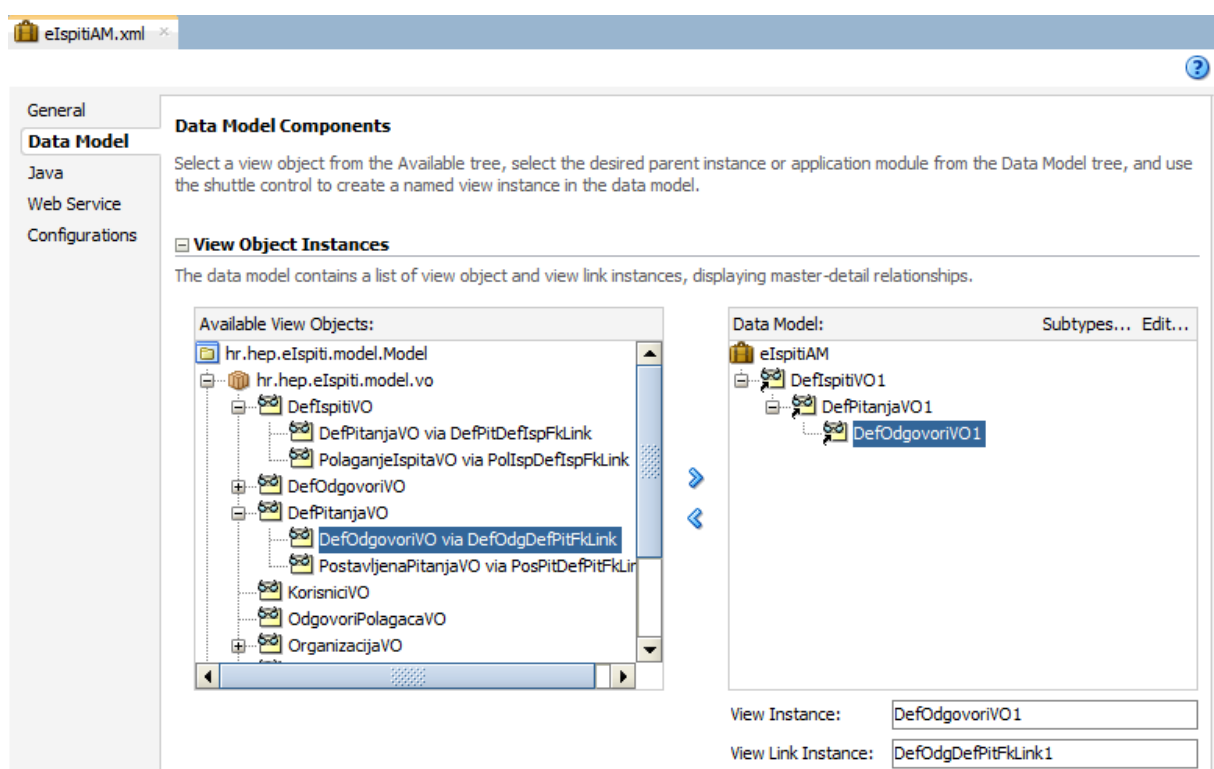 eIspitiAM.xml
General
Data Model
Java
Web Service
Configurations
Data Model Components
Select a view object from the Available tree, select the desired parent instance or application module from the Data Model tree, and use
the shuttle control to create a named view instance in the data model.
View Object Instances
The data model contains a list of view object and view link instances, displaying master-detail relationships.
Available View Objects:
hr.hep.eIspiti.model.Model
hr.hep.eIspiti.model.vo
DefIspitiVO
DefPitanjaVO via DefPitDefIspFkLink
PolaganjeIspitaVO via PolIspDefIspFkLink
DefOdgovoriVO
DefPitanjaVO
DefOdgovoriVO via DefOdgDefPitFkLink
PostavljenaPitanjaVO via PosPitDefPitFkLir
KorisniciVO
OdgovoriPolagacaVO
OrganizacijaVO
Data Model: Subtypes... Edit...
eIspitiAM
DefIspitiVO1
DefPitanjaVO1
DefOdgovoriVO1
View Instance: DefOdgovoriVO1
View Link Instance: DefOdgDefPitFkLink1